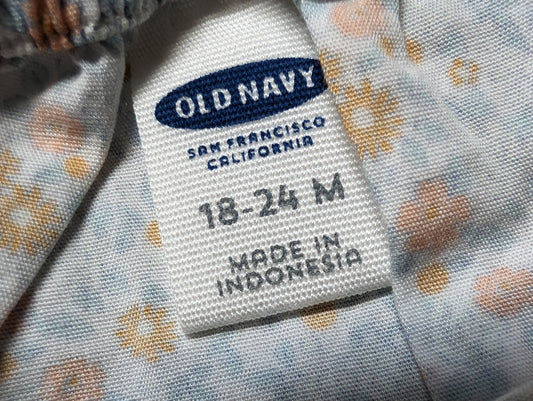 OLD NAVY
SAN FRANCISCO
CALIFORNIA
18-24 M
MADE IN
INDONESIA